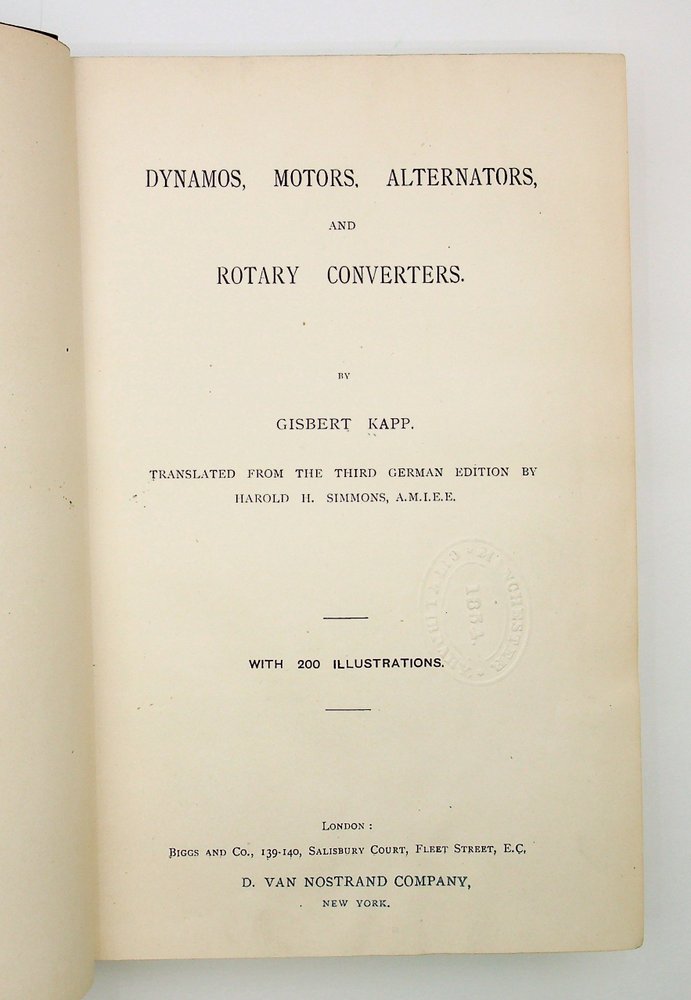 DYNAMOS, MOTORS, ALTERNATORS,
AND
ROTARY CONVERTERS.
BY
GISBERT KAPP.
TRANSLATED FROM THE THIRD GERMAN EDITION BY
HAROLD H. SIMMONS, A.M.I.E.E.
1854.
WITH 200 ILLUSTRATIONS.
LONDON:
BIGGS AND CO., 139-140, SALISBURY COURT, FLEET STREET, E.C.
D. VAN NOSTRAND COMPANY,
NEW YORK.